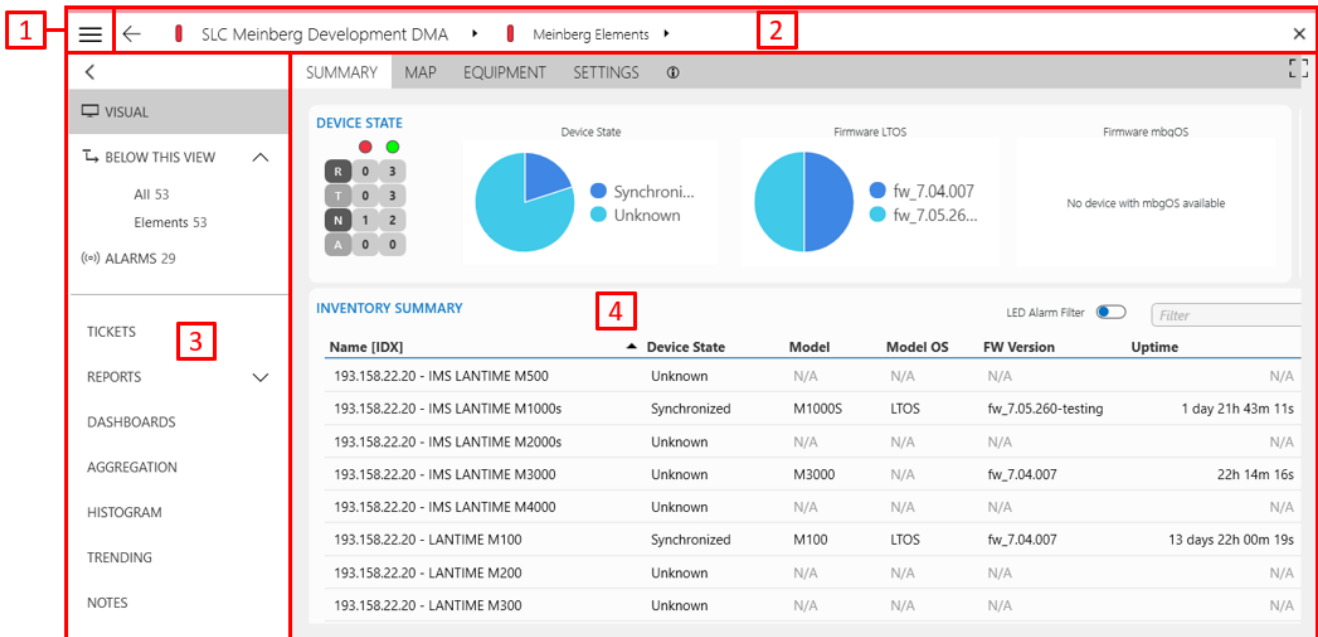 1
SLC Meinberg Development DMA
Meinberg Elements
2
VISUAL
BELOW THIS VIEW
All 53
Elements 53
ALARMS 29
TICKETS
3
REPORTS
DASHBOARDS
AGGREGATION
HISTOGRAM
TRENDING
NOTES
SUMMARY MAP EQUIPMENT SETTINGS
DEVICE STATE
R 0 3
T 0 3
N 1 2
A 0 0
Device State
Synchroni...
Unknown
Firmware LTOS
fw_7.04.007
fw_7.05.26...
Firmware mbgOS
No device with mbgOS available
INVENTORY SUMMARY
4
LED Alarm Filter
Filter
Name [IDX] Device State Model Model OS FW Version Uptime
193.158.22.20 - IMS LANTIME M500 Unknown N/A N/A N/A N/A
193.158.22.20 - IMS LANTIME M1000s Synchronized M1000S LTOS fw_7.05.260-testing 1 day 21h 43m 11s
193.158.22.20 - IMS LANTIME M2000s Unknown N/A N/A N/A N/A
193.158.22.20 - IMS LANTIME M3000 Unknown M3000 N/A fw_7.04.007 22h 14m 16s
193.158.22.20 - IMS LANTIME M4000 Unknown N/A N/A N/A N/A
193.158.22.20 - LANTIME M100 Synchronized M100 LTOS fw_7.04.007 13 days 22h 00m 19s
193.158.22.20 - LANTIME M200 Unknown N/A N/A N/A N/A
193.158.22.20 - LANTIME M300 Unknown N/A N/A N/A N/A